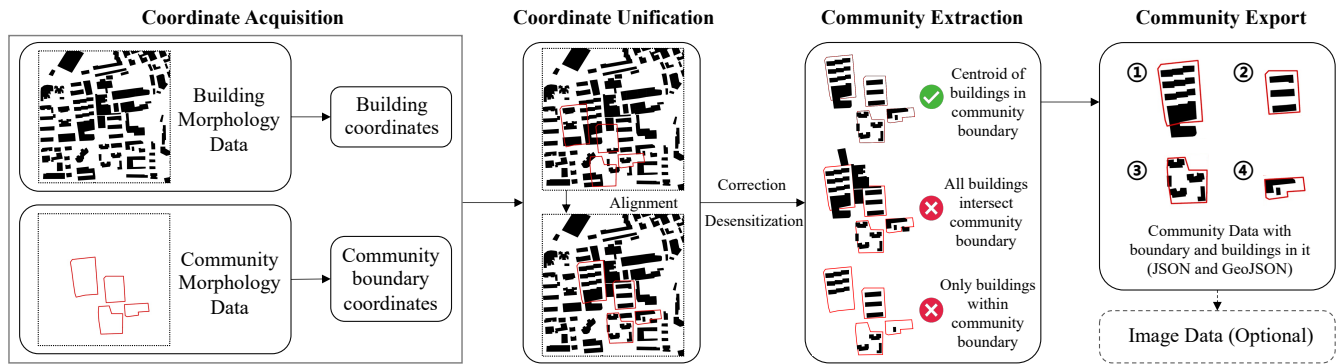 Coordinate Acquisition
Building
Morphology
Data
Building
coordinates
Community
Morphology
Data
Community
boundary
coordinates
Coordinate Unification
Alignment
Correction
Desensitization
Community Extraction
Centroid of
buildings in
community
boundary
All buildings
intersect
community
boundary
Only buildings
within
community
boundary
Community Export
①
②
③
④
Community Data with
boundary and buildings in it
(JSON and GeoJSON)
Image Data (Optional)